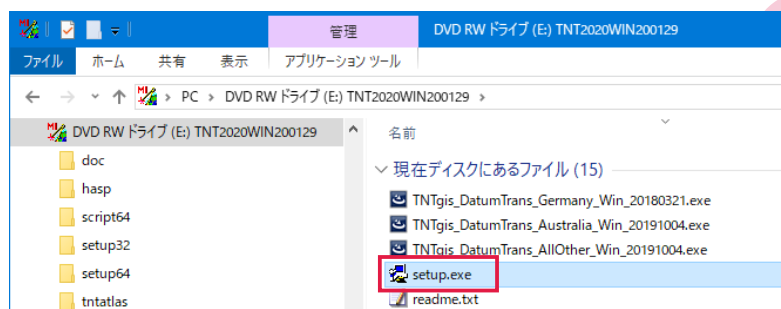 管理
DVD RW ドライブ (E:) TNT2020WIN200129
ファイル ホーム 共有 表示 アプリケーション ツール
PC > DVD RW ドライブ (E:) TNT2020WIN200129 >
DVD RW ドライブ (E:) TNT2020WIN200129
doc
hasp
script64
setup32
setup64
tntatlas
名前
現在ディスクにあるファイル (15)
TNTgis_DatumTrans_Germany_Win_20180321.exe
TNTgis_DatumTrans_Australia_Win_20191004.exe
TNTgis_DatumTrans_AllOther_Win_20191004.exe
setup.exe
readme.txt